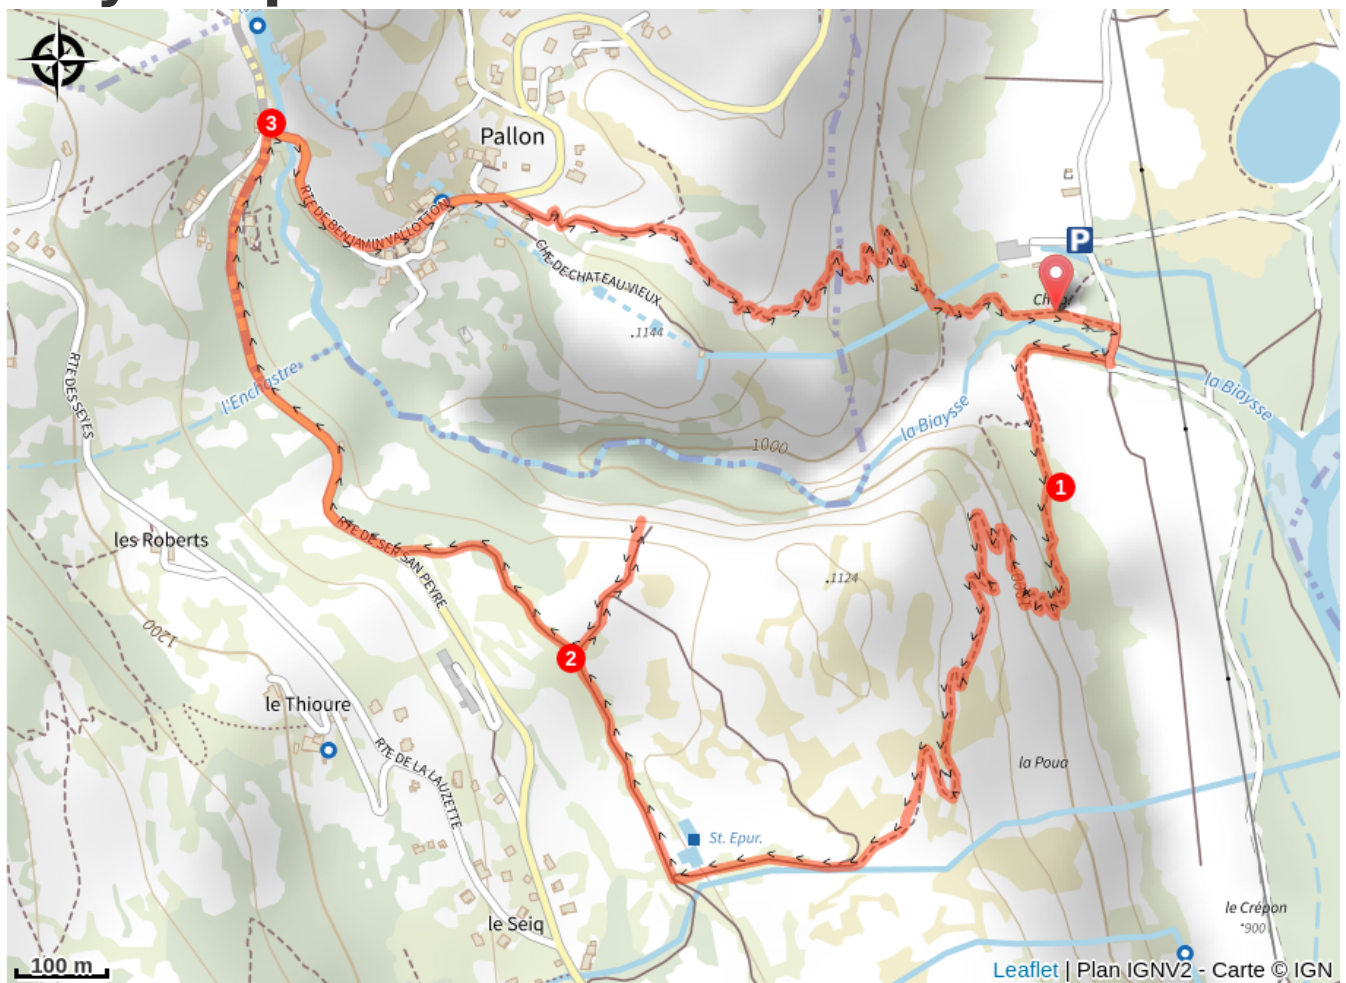 3
Pallon
P
RTE DE BENJAMIN VALLOTTON
CHE DE CHATEAU VIEUX
.1144
la Biaysse
la Biaysse
RTE DES SEYES
l'Enchastre
1000
1
les Roberts
RTE DE SER SAN PEYRE
.1124
1000
1200
2
le Thioure
RTE DE LA LAUZETTE
la Poua
St. Epur.
le Seiq
le Crépon
900
100 m
Leaflet | Plan IGNV2 - Carte © IGN